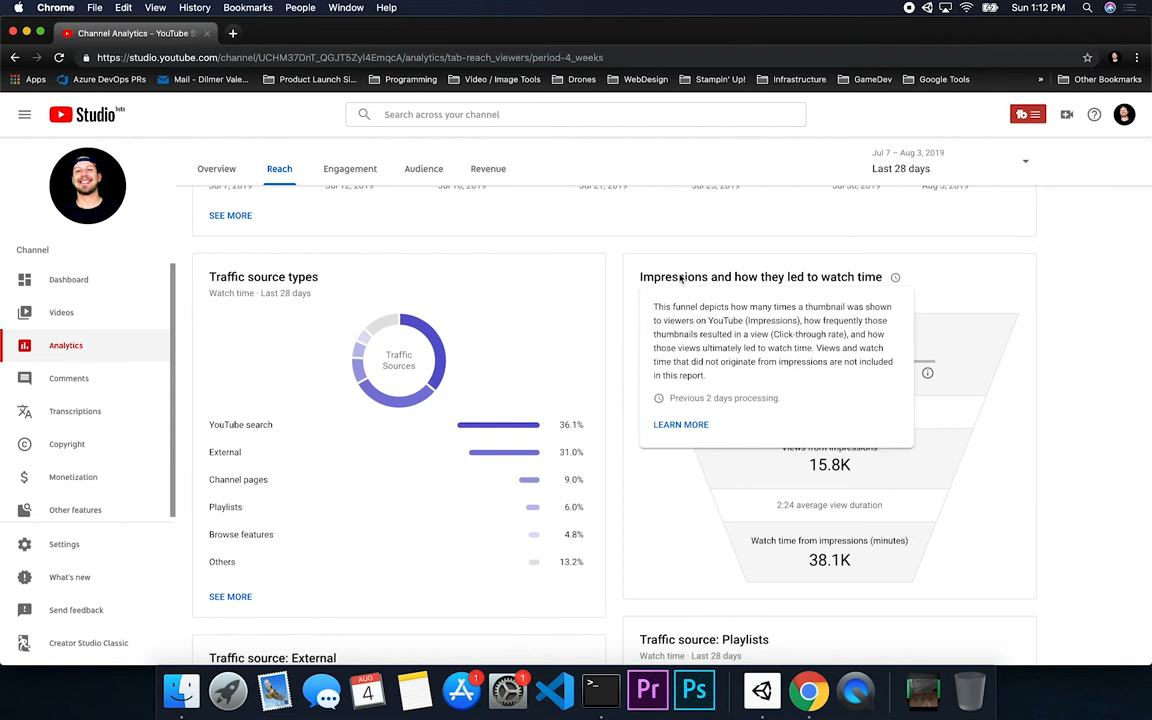 Chrome File Edit View History Bookmarks People Window Help Sun 1:12 PM
Channel Analytics - YouTube S
https://studio.youtube.com/channel/UCHM37DnT_QGJT5Zyl4EmqcA/analytics/tab-reach_viewers/period-4_weeks
Apps Azure DevOps PRs Mail - Dilmer Vale... Product Launch Sl... Programming Video / Image Tools Drones WebDesign Stampin' Up! Infrastructure GameDev Google Tools » Other Bookmarks
Studio beta
Search across your channel
tb
Overview Reach Engagement Audience Revenue
Jul 7 – Aug 3, 2019
Last 28 days
SEE MORE
Channel
Dashboard
Videos
Analytics
Comments
Transcriptions
Copyright
Monetization
Other features
Settings
What's new
Send feedback
Creator Studio Classic
Traffic source types
Watch time · Last 28 days
Traffic
Sources
YouTube search 36.1%
External 31.0%
Channel pages 9.0%
Playlists 6.0%
Browse features 4.8%
Others 13.2%
SEE MORE
Impressions and how they led to watch time
This funnel depicts how many times a thumbnail was shown
to viewers on YouTube (Impressions), how frequently those
thumbnails resulted in a view (Click-through rate), and how
those views ultimately led to watch time. Views and watch
time that did not originate from impressions are not included
in this report.
Previous 2 days processing.
LEARN MORE
Views from impressions
15.8K
2:24 average view duration
Watch time from impressions (minutes)
38.1K
Traffic source: External
Traffic source: Playlists
Watch time · Last 28 days
AUG
4
1
1
Pr
Ps